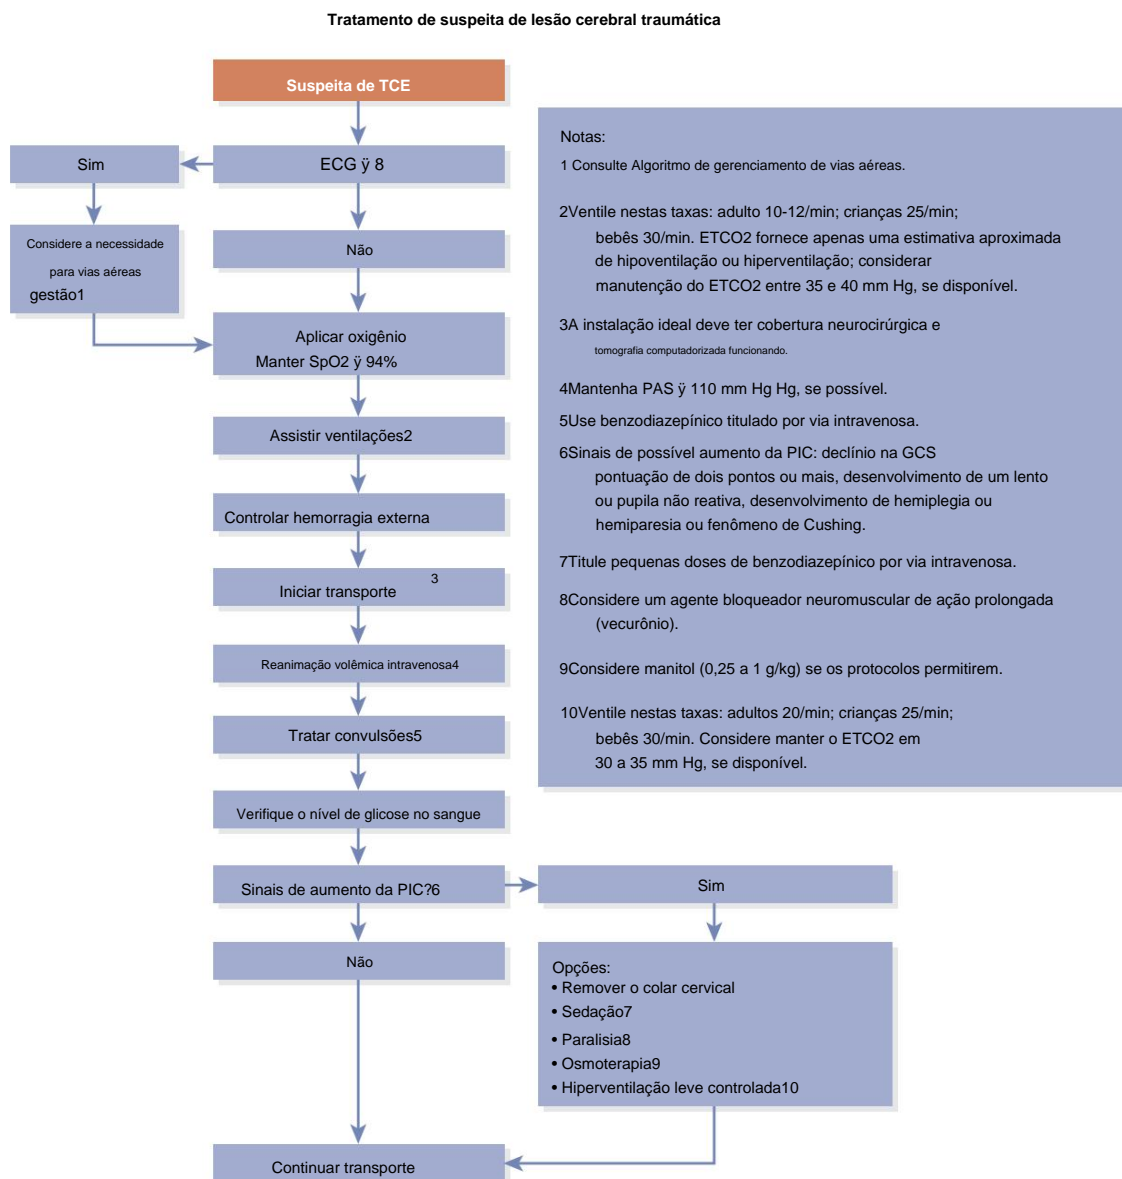 Tratamento de suspeita de lesão cerebral traumática
Suspeita de TCE
Sim
ECG ÿ 8
Considere a necessidade
para vias aéreas
gestão1
Não
Aplicar oxigênio
Manter SpO2 ÿ 94%
Assistir ventilações2
Controlar hemorragia externa
Iniciar transporte 3
Reanimação volêmica intravenosa4
Tratar convulsões5
Verifique o nível de glicose no sangue
Sinais de aumento da PIC?6
Sim
Não
Opções:
• Remover o colar cervical
• Sedação7
• Paralisia8
• Osmoterapia9
• Hiperventilação leve controlada10
Continuar transporte
Notas:
1 Consulte Algoritmo de gerenciamento de vias aéreas.
2Ventile nestas taxas: adulto 10-12/min; crianças 25/min;
bebês 30/min. ETCO2 fornece apenas uma estimativa aproximada
de hipoventilação ou hiperventilação; considerar
manutenção do ETCO2 entre 35 e 40 mm Hg, se disponível.
3A instalação ideal deve ter cobertura neurocirúrgica e
tomografia computadorizada funcionando.
4Mantenha PAS ÿ 110 mm Hg Hg, se possível.
5Use benzodiazepínico titulado por via intravenosa.
6Sinais de possível aumento da PIC: declínio na GCS
pontuação de dois pontos ou mais, desenvolvimento de um lento
ou pupila não reativa, desenvolvimento de hemiplegia ou
hemiparesia ou fenômeno de Cushing.
7Titule pequenas doses de benzodiazepínico por via intravenosa.
8Considere um agente bloqueador neuromuscular de ação prolongada
(vecurônio).
9Considere manitol (0,25 a 1 g/kg) se os protocolos permitirem.
10Ventile nestas taxas: adultos 20/min; crianças 25/min;
bebês 30/min. Considere manter o ETCO2 em
30 a 35 mm Hg, se disponível.